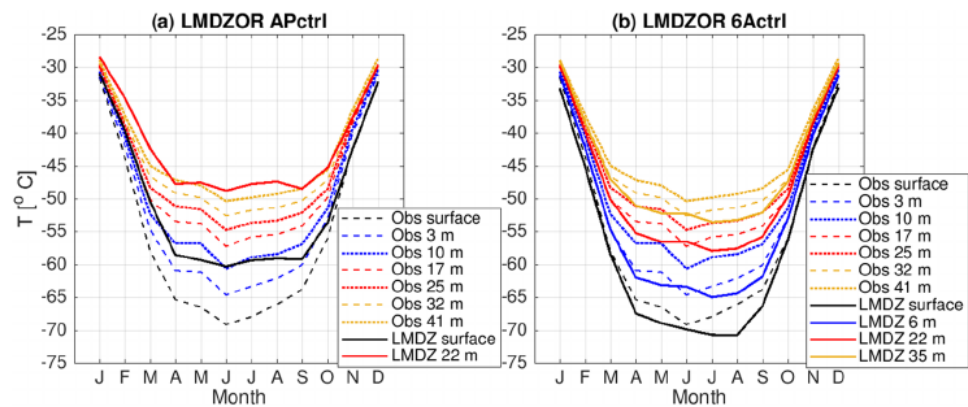 (a) LMDZOR APctrl
(b) LMDZOR 6Actrl
T [° C]
-25
-30
-35
-40
-45
-50
-55
-60
-65
-70
-75
J F M A M J J A S O N D
Month
Obs surface
Obs 3 m
Obs 10 m
Obs 17 m
Obs 25 m
Obs 32 m
Obs 41 m
LMDZ surface
LMDZ 22 m
-25
-30
-35
-40
-45
-50
-55
-60
-65
-70
-75
J F M A M J J A S O N D
Month
Obs surface
Obs 3 m
Obs 10 m
Obs 17 m
Obs 25 m
Obs 32 m
Obs 41 m
LMDZ surface
LMDZ 6 m
LMDZ 22 m
LMDZ 35 m